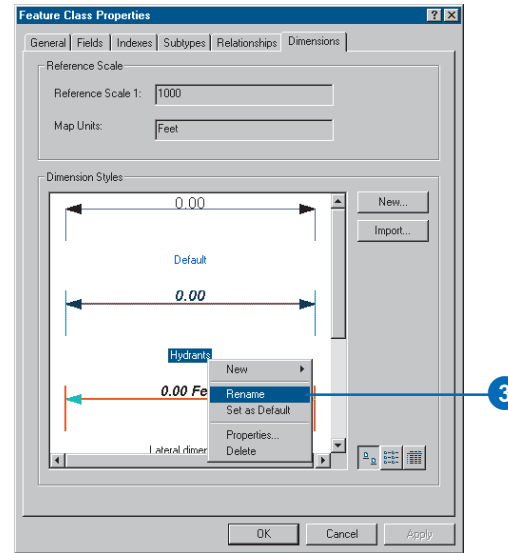 Feature Class Properties
General Fields Indexes Subtypes Relationships Dimensions
Reference Scale
Reference Scale 1: 1000
Map Units: Feet
Dimension Styles
0.00
New...
Import...
Default
0.00
Hydrants
New
0.00 Fe
Rename
3
Set as Default
Properties...
Lateral dimer
Delete
OK Cancel Apply